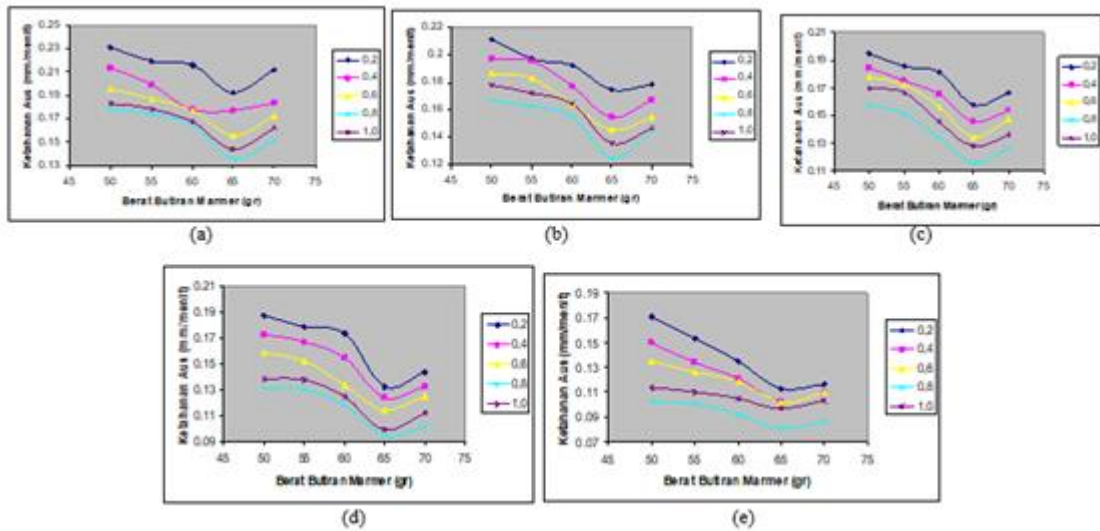 Ketahanan Aus (mm/menit)
0.25
0.23
0.21
0.19
0.17
0.15
0.13
45 50 55 60 65 70 75
Berat Butiran Marmer (gr)
0,2
0,4
0,6
0,8
1,0
(a)
Ketahanan Aus (mm/menit)
0.22
0.2
0.18
0.16
0.14
0.12
45 50 55 60 65 70 75
Berat Butiran Marmer (gr)
0,2
0,4
0,6
0,8
1,0
(b)
Ketahanan Aus (mm/menit)
0.21
0.19
0.17
0.15
0.13
0.11
45 50 55 60 65 70 75
Berat Butiran Marmer (gr)
0,2
0,4
0,6
0,8
1,0
(c)
Ketahanan Aus (mm/menit)
0.21
0.19
0.17
0.15
0.13
0.11
0.09
45 50 55 60 65 70 75
Berat Butiran Marmer (gr)
0,2
0,4
0,6
0,8
1,0
(d)
Ketahanan Aus (mm/menit)
0.19
0.17
0.15
0.13
0.11
0.09
0.07
45 50 55 60 65 70 75
Berat Butiran Marmer (gr)
0,2
0,4
0,6
0,8
1,0
(e)